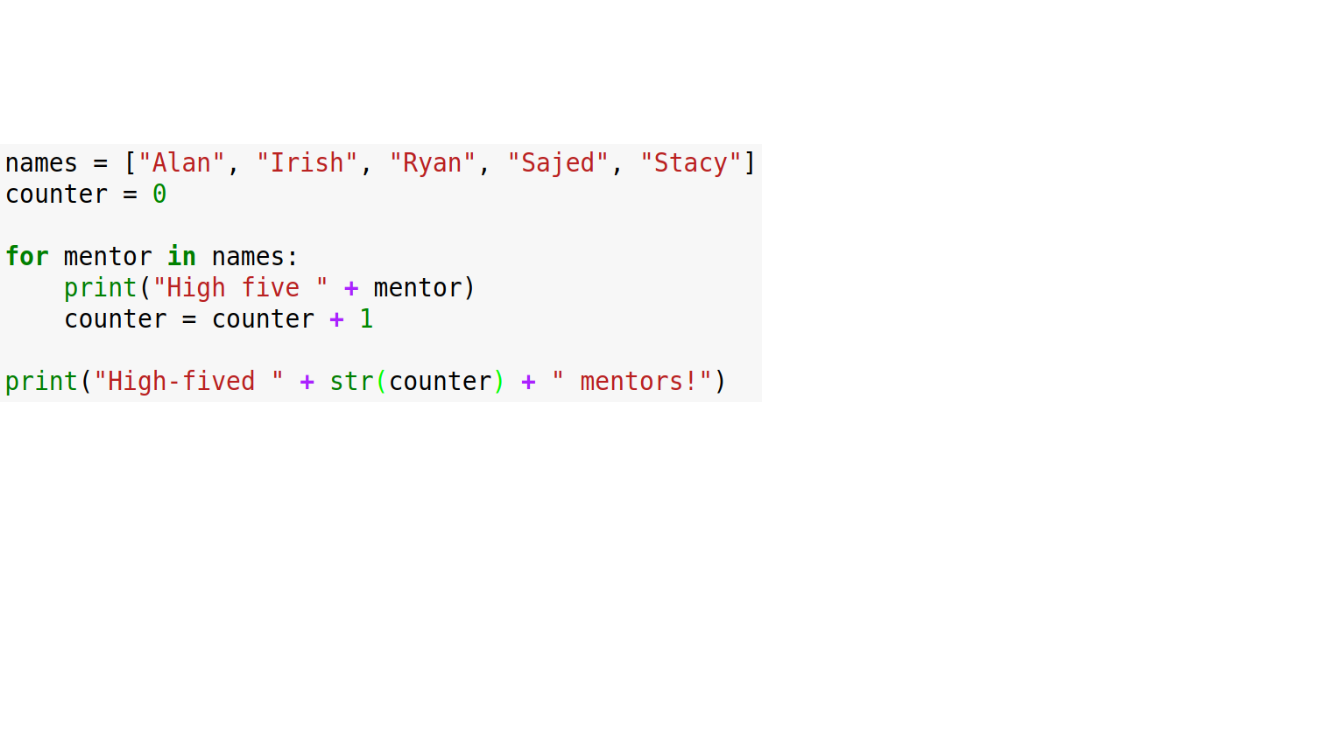 names = ["Alan", "Irish", "Ryan", "Sajed", "Stacy"]
counter = 0
for mentor in names:
    print("High five " + mentor)
    counter = counter + 1
print("High-fived " + str(counter) + " mentors!")